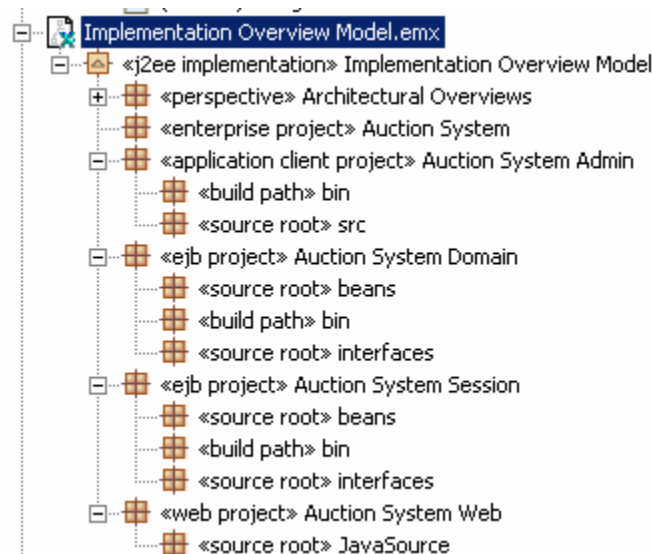 Implementation Overview Model.emx
«j2ee implementation» Implementation Overview Model
«perspective» Architectural Overviews
«enterprise project» Auction System
«application client project» Auction System Admin
«build path» bin
«source root» src
«ejb project» Auction System Domain
«source root» beans
«build path» bin
«source root» interfaces
«ejb project» Auction System Session
«source root» beans
«build path» bin
«source root» interfaces
«web project» Auction System Web
«source root» JavaSource